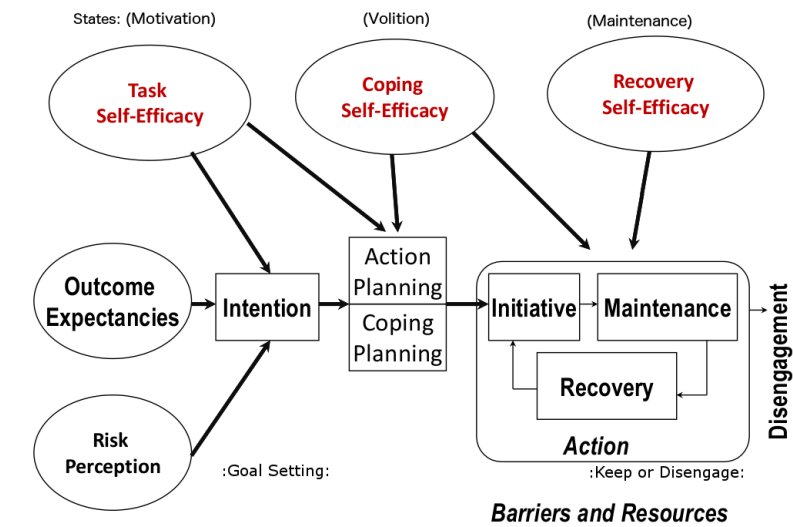 States: (Motivation)
(Volition)
(Maintenance)
Task
Self-Efficacy
Coping
Self-Efficacy
Recovery
Self-Efficacy
Outcome
Expectancies
Intention
Action
Planning
Coping
Planning
Initiative
Maintenance
Recovery
Action
Disengagement
Risk
Perception
:Goal Setting:
:Keep or Disengage:
Barriers and Resources